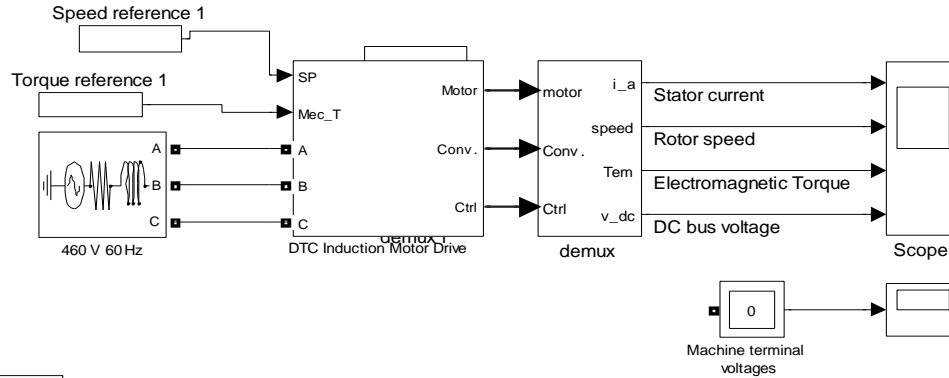 Speed reference 1
Torque reference 1
SP
Mec_T
A
B
C
Motor
Conv.
Ctrl
A
B
C
motor
Conv.
Ctrl
i_a
speed
Tem
v_dc
Stator current
Rotor speed
Electromagnetic Torque
DC bus voltage
460 V 60 Hz
demux 1
DTC Induction Motor Drive
demux
Scope
0
Machine terminal
voltages